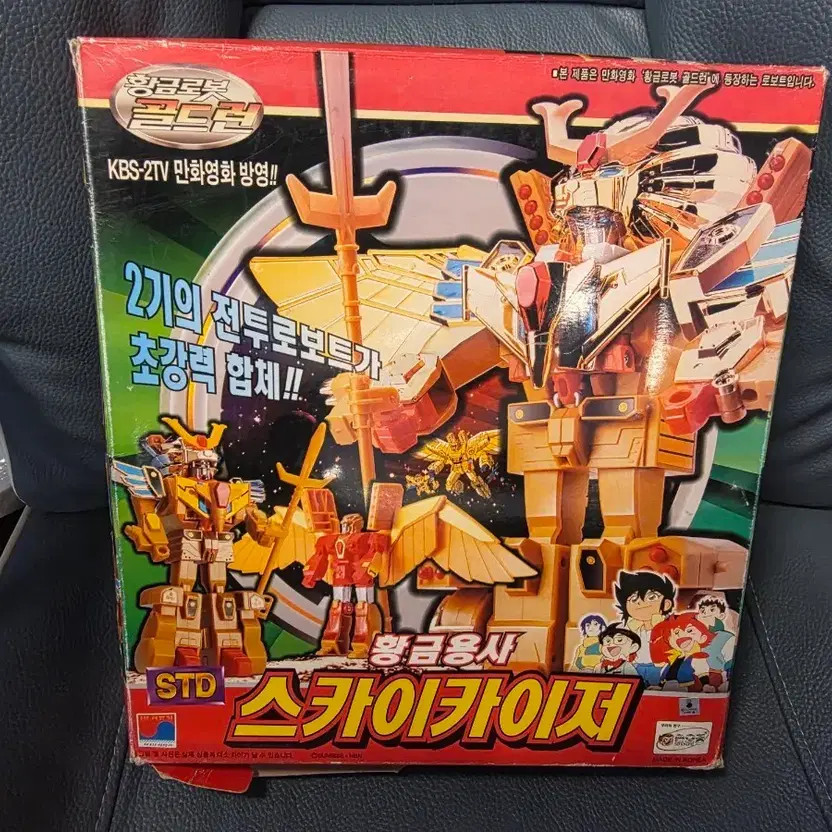 황금로봇
골드런
■본 제품은 만화영화 '황금로봇 골드런'에 등장하는 로보트입니다.
KBS-2TV 만화영화 방영!!
2기의 전투로보트가
초강력 합체!!
황금용사
STD
스카이카이저
MADE IN KOREA